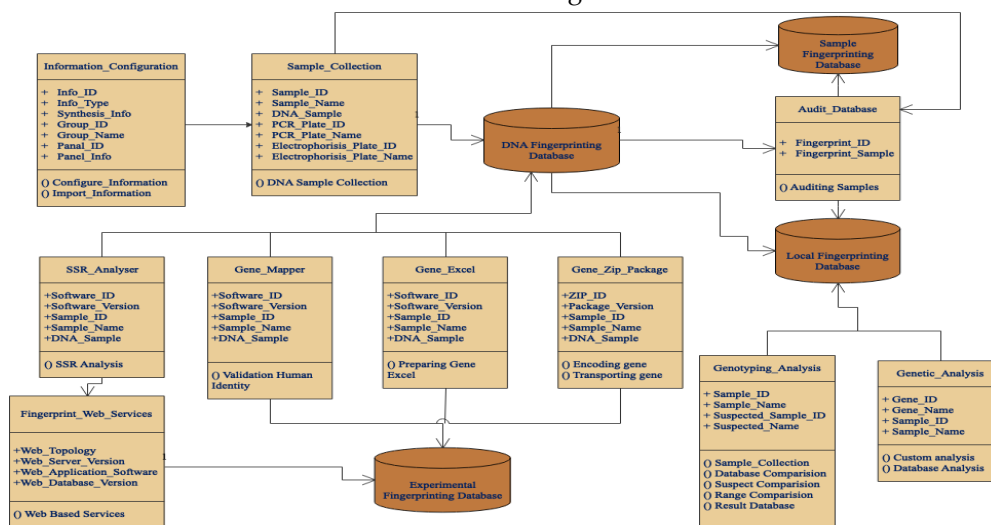 Information_Configuration
+ Info_ID
+ Info_Type
+ Synthesis_Info
+ Group_ID
+ Group_Name
+ Panal_ID
+ Panel_Info
() Configure_Information
() Import_Information
Sample_Collection
+ Sample_ID
+ Sample_Name
+ DNA_Sample
+ PCR_Plate_ID
+ PCR_Plate_Name
+ Electrophorisis_Plate_ID
+ Electrophorisis_Plate_Name
() DNA Sample Collection
1
DNA Fingerprinting
Database
1
Sample
Fingerprinting
Database
Audit_Database
+ Fingerprint_ID
+ Fingerprint_Sample
() Auditing Samples
Local Fingerprinting
Database
SSR_Analyser
+Software_ID
+Software_Version
+Sample_ID
+Sample_Name
+DNA_Sample
() SSR Analysis
Gene_Mapper
+Software_ID
+Software_Version
+Sample_ID
+Sample_Name
+DNA_Sample
() Validation Human
Identity
Gene_Excel
+Software_ID
+Software_Version
+Sample_ID
+Sample_Name
+DNA_Sample
() Preparing Gene
Excel
Gene_Zip_Package
+ZIP_ID
+Package_Version
+Sample_ID
+Sample_Name
+DNA_Sample
() Encoding gene
() Transporting gene
Genotyping_Analysis
+ Sample_ID
+ Sample_Name
+ Suspected_Sample_ID
+ Suspected_Name
() Sample_Collection
() Database Comparision
() Suspect Comparision
() Range Comparision
() Result Database
Genetic_Analysis
+ Gene_ID
+ Gene_Name
+ Sample_ID
+ Sample_Name
() Custom analysis
() Database Analysis
Fingerprint_Web_Services
+Web_Topology
+Web_Server_Version
+Web_Application_Software
+Web_Database_Version
() Web Based Services
1
Experimental
Fingerprinting Database